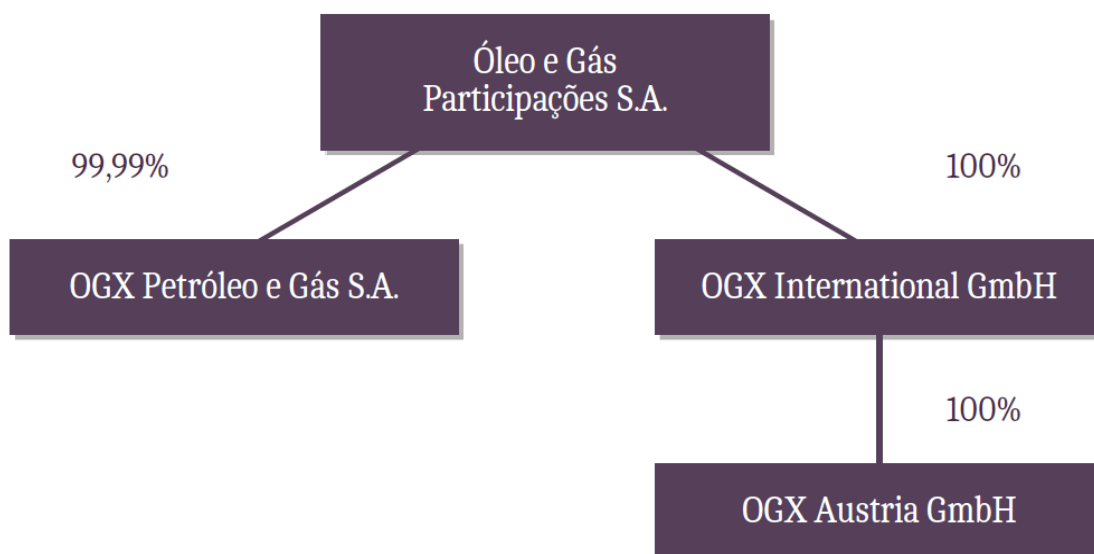 Óleo e Gás
Participações S.A.
99,99%
100%
OGX Petróleo e Gás S.A.
OGX International GmbH
100%
OGX Austria GmbH